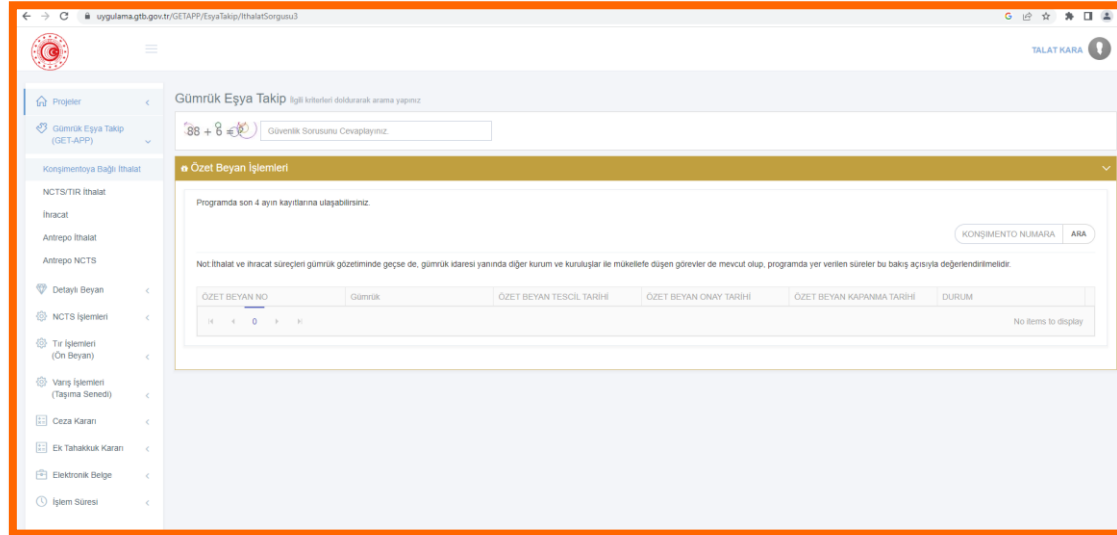 uygulama.gtb.gov.tr/GETAPP/EsyaTakip/IthalatSorgusu3
TALAT KARA
Projeler
Gümrük Eşya Takip
(GET-APP)
Konşimentoya Bağlı İthalat
NCTS/TIR İthalat
İhracat
Antrepo İthalat
Antrepo NCTS
Detaylı Beyan
NCTS İşlemleri
Tır İşlemleri
(Ön Beyan)
Varış İşlemleri
(Taşıma Senedi)
Ceza Kararı
Ek Tahakkuk Kararı
Elektronik Belge
İşlem Süresi
Gümrük Eşya Takip İlgili kriterleri doldurarak arama yapınız
88 + 6 = Güvenlik Sorusunu Cevaplayınız.
Özet Beyan İşlemleri
Programda son 4 ayın kayıtlarına ulaşabilirsiniz.
KONŞIMENTO NUMARA ARA
Not:İthalat ve ihracat süreçleri gümrük gözetiminde geçse de, gümrük idaresi yanında diğer kurum ve kuruluşlar ile mükellefe düşen görevler de mevcut olup, programda yer verilen süreler bu bakış açısıyla değerlendirilmelidir.
ÖZET BEYAN NO Gümrük ÖZET BEYAN TESCİL TARİHİ ÖZET BEYAN ONAY TARİHİ ÖZET BEYAN KAPANMA TARİHİ DURUM
0 No items to display